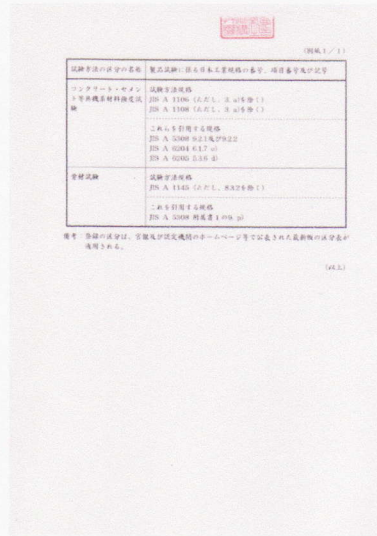 (別紙1/1)
試験方法の区分の名称
製品試験に係る日本工業規格の番号、項目番号及び記号
コンクリート・セメント等無機系材料強度試験
試験方法規格
JIS A 1106 (ただし、3. a)を除く)
JIS A 1108 (ただし、3. a)を除く)
これらを引用する規格
JIS A 5308 9.2.1及び9.2.2
JIS A 6204 6.1.7
JIS A 6205 5.3.6 d)
骨材試験
試験方法規格
JIS A 1145 (ただし、8.3.2を除く)
これを引用する規格
JIS A 5308 附属書1の9. p)
備考 登録の区分は、官報及び認定機関のホームページ等で公表された最新版の区分表が
適用される。
(以上)